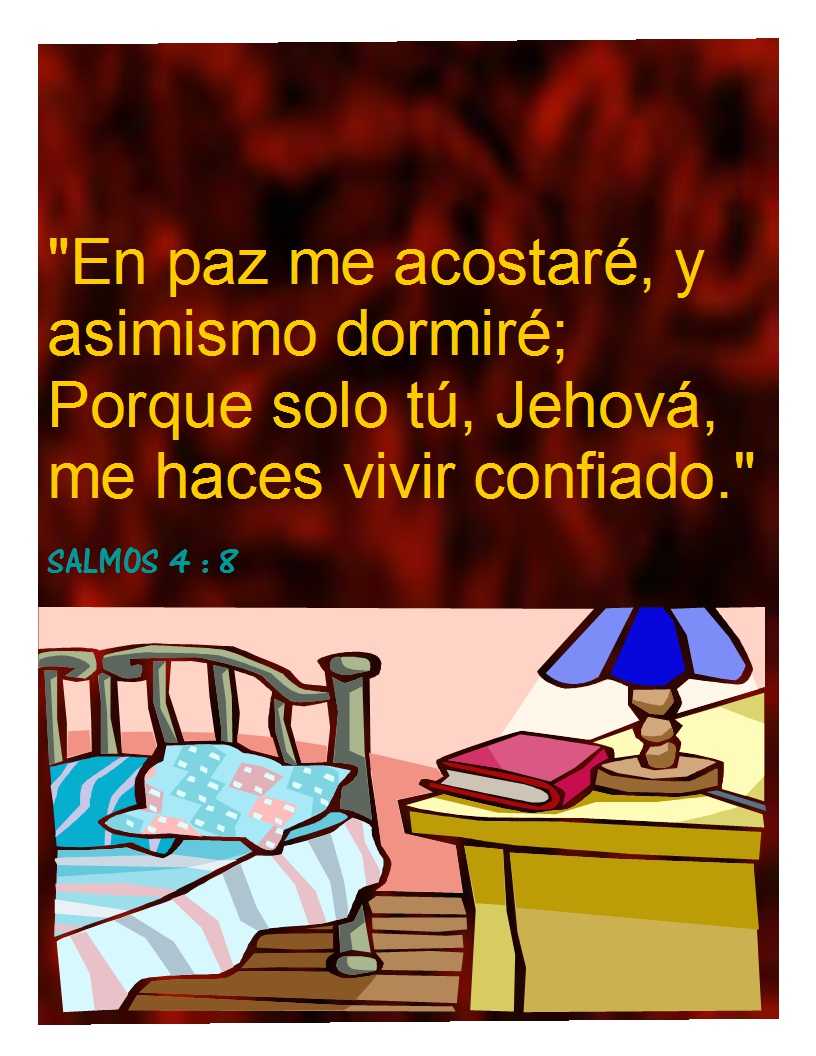 "En paz me acostaré, y
asimismo dormiré;
Porque solo tú, Jehová,
me haces vivir confiado."
SALMOS 4 : 8